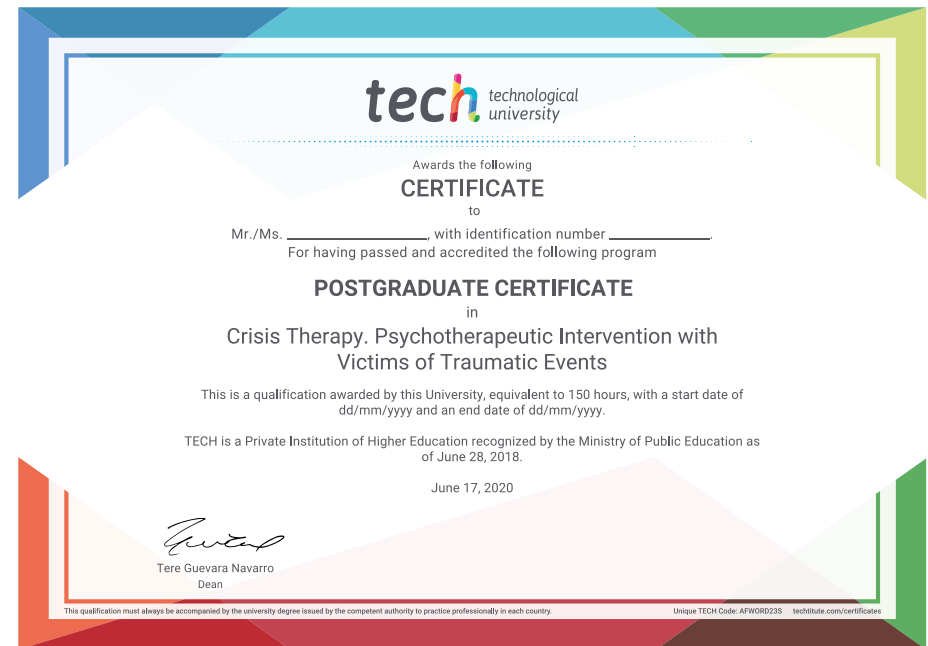 tech technological
university
Awards the following
CERTIFICATE
to
Mr./Ms. ____________________, with identification number ______________.
For having passed and accredited the following program
POSTGRADUATE CERTIFICATE
in
Crisis Therapy. Psychotherapeutic Intervention with
Victims of Traumatic Events
This is a qualification awarded by this University, equivalent to 150 hours, with a start date of
dd/mm/yyyy and an end date of dd/mm/yyyy.
TECH is a Private Institution of Higher Education recognized by the Ministry of Public Education as
of June 28, 2018.
June 17, 2020
Tere Guevara Navarro
Dean
This qualification must always be accompanied by the university degree issued by the competent authority to practice professionally in each country. Unique TECH Code: AFWORD23S techtitute.com/certificates